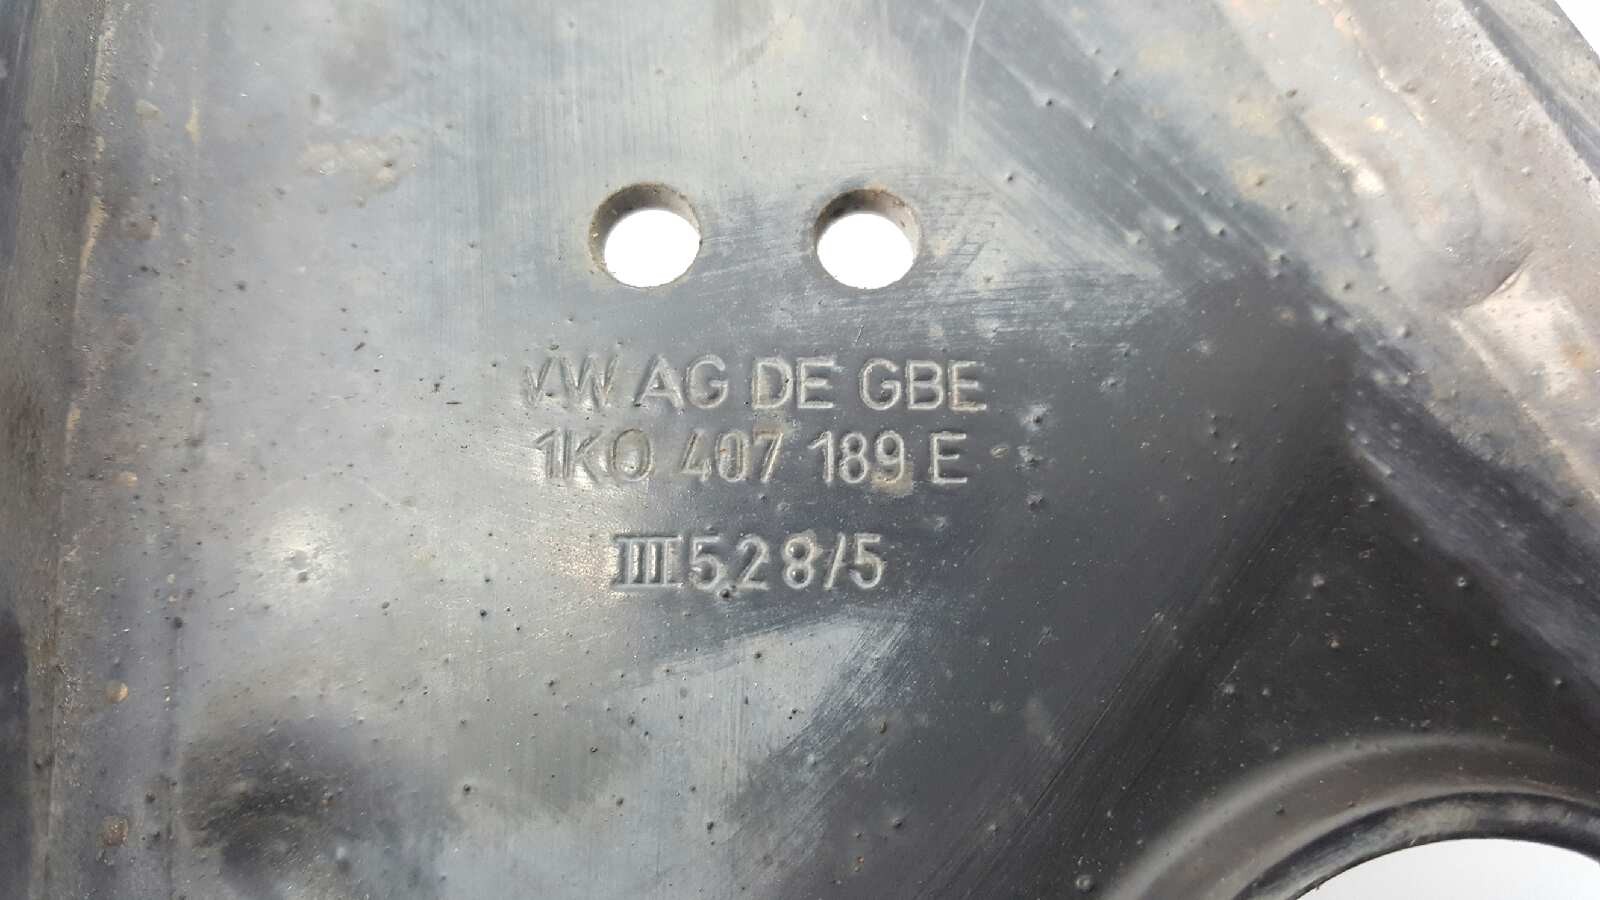 VW AG DE GBE
1K0 407 189 E
III 528/5